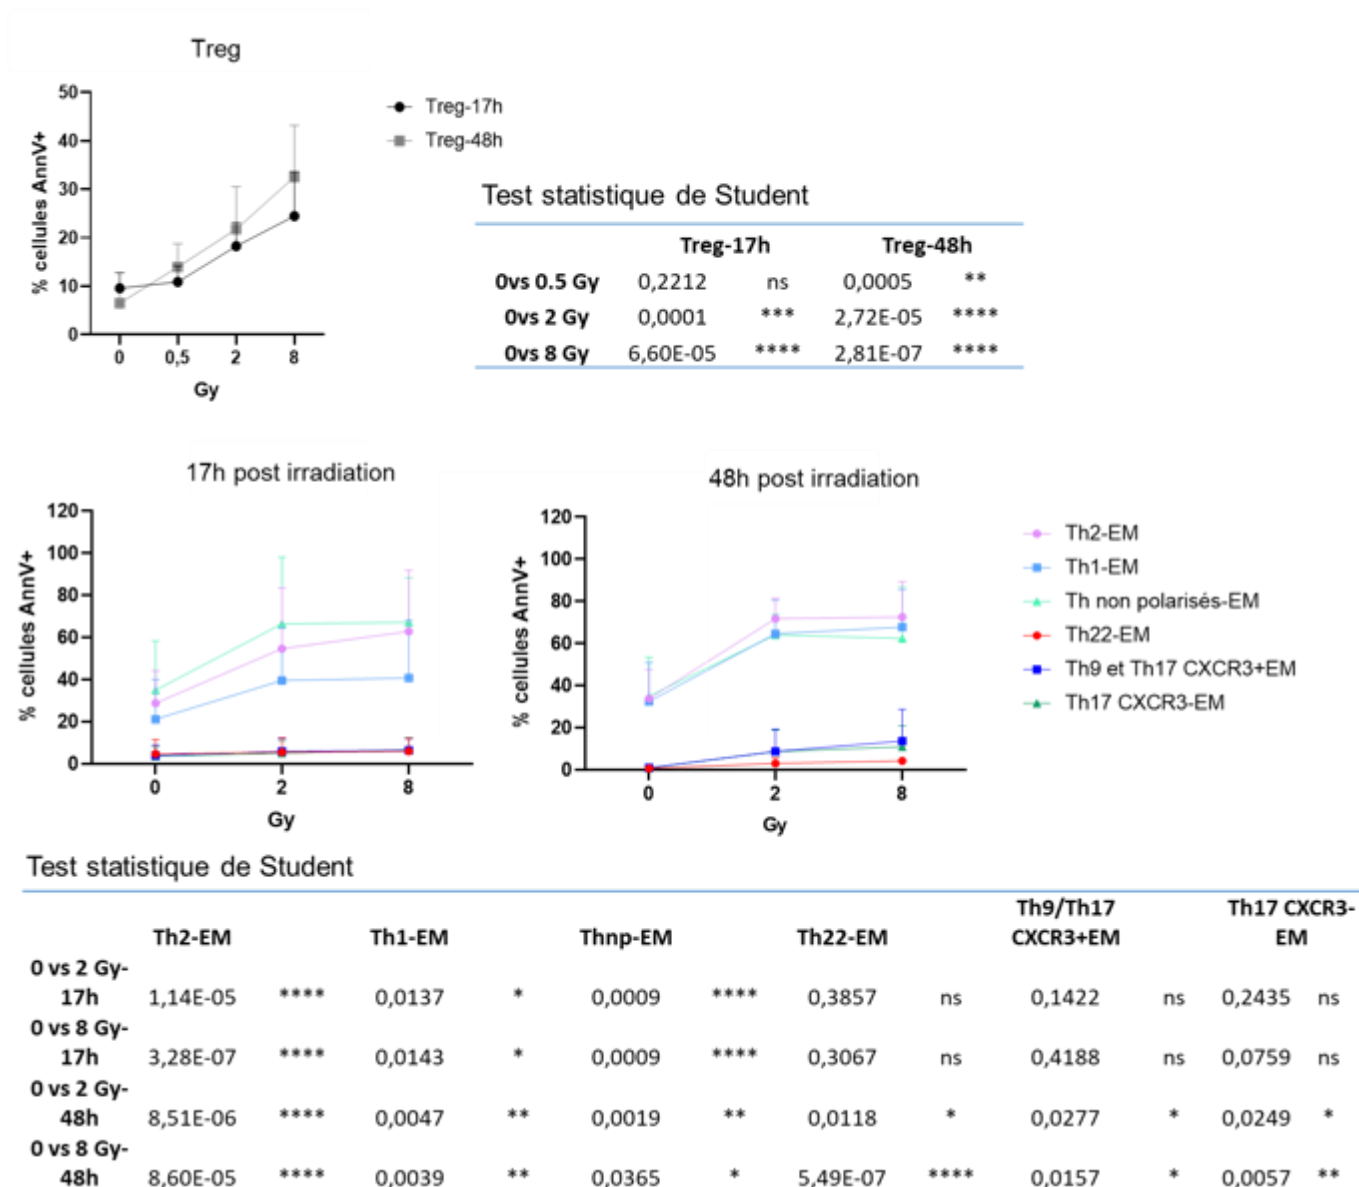 Treg
50
40
30
20
10
0
% cellules AnnV+
0 0,5 2 8
Gy
Treg-17h
Treg-48h
Test statistique de Student
Treg-17h Treg-48h
0vs 0.5 Gy 0,2212 ns 0,0005 **
0vs 2 Gy 0,0001 *** 2,72E-05 ****
0vs 8 Gy 6,60E-05 **** 2,81E-07 ****
17h post irradiation
120
100
80
60
40
20
0
% cellules AnnV+
0 2 8
Gy
48h post irradiation
120
100
80
60
40
20
0
% cellules AnnV+
0 2 8
Gy
Th2-EM
Th1-EM
Th non polarisés-EM
Th22-EM
Th9 et Th17 CXCR3+EM
Th17 CXCR3-EM
Test statistique de Student
Th2-EM Th1-EM Thnp-EM Th22-EM Th9/Th17 CXCR3+EM Th17 CXCR3-EM
0 vs 2 Gy-
17h 1,14E-05 **** 0,0137 * 0,0009 **** 0,3857 ns 0,1422 ns 0,2435 ns
0 vs 8 Gy-
17h 3,28E-07 **** 0,0143 * 0,0009 **** 0,3067 ns 0,4188 ns 0,0759 ns
0 vs 2 Gy-
48h 8,51E-06 **** 0,0047 ** 0,0019 ** 0,0118 * 0,0277 * 0,0249 *
0 vs 8 Gy-
48h 8,60E-05 **** 0,0039 ** 0,0365 * 5,49E-07 **** 0,0157 * 0,0057 **